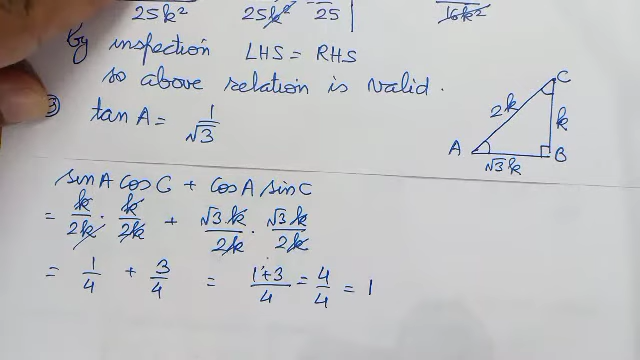 25k² 25k² 25 16k²
By inspection LHS = RHS
so above relation is valid.
③ tan A = 1/√3
C
2k
k
A
B
√3k
sin A cos C + cos A sin C
= k/2k · k/2k + √3k/2k · √3k/2k
= 1/4 + 3/4 = 1+3/4 = 4/4 = 1